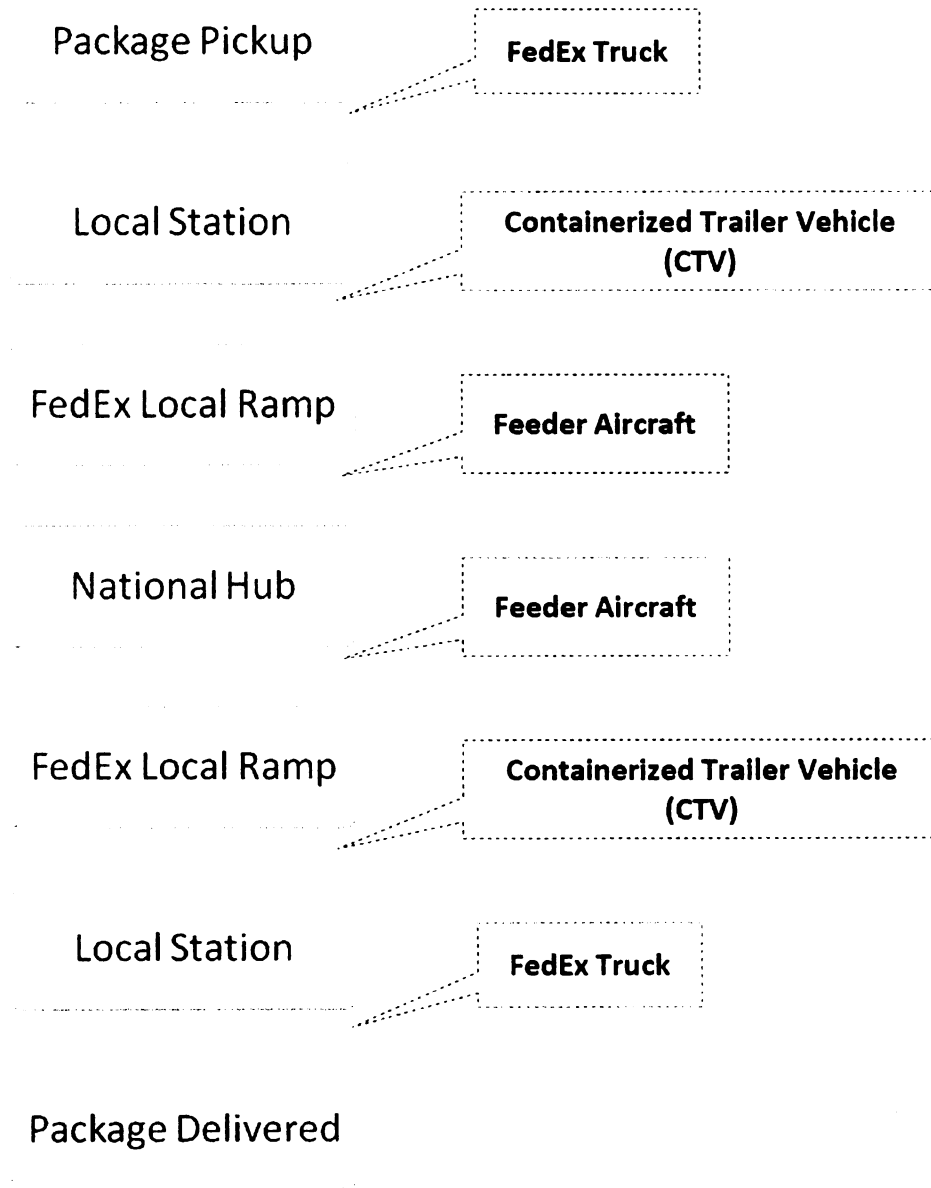 Package Pickup
FedEx Truck
Local Station
Containerized Trailer Vehicle
(CTV)
FedEx Local Ramp
Feeder Aircraft
National Hub
Feeder Aircraft
FedEx Local Ramp
Containerized Trailer Vehicle
(CTV)
Local Station
FedEx Truck
Package Delivered